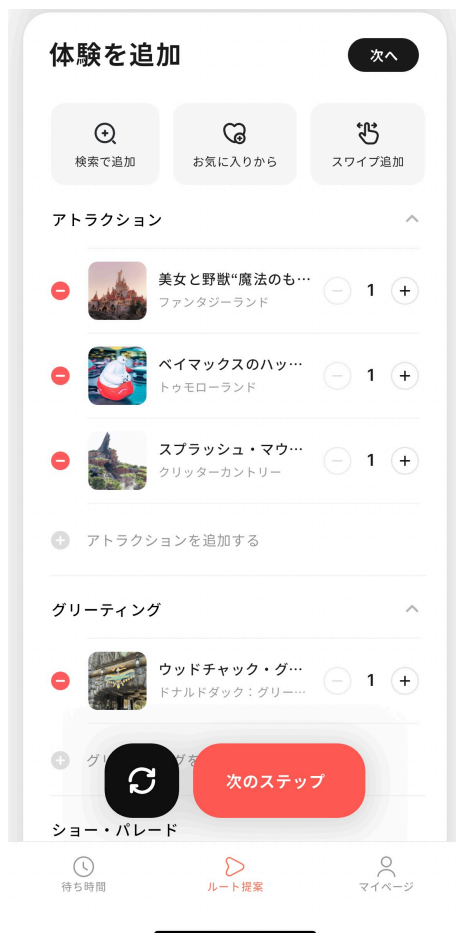 体験を追加
次へ
検索で追加
お気に入りから
スワイプ追加
アトラクション
美女と野獣“魔法のも…
ファンタジーランド
1
ベイマックスのハッ…
トゥモローランド
1
スプラッシュ・マウ…
クリッターカントリー
1
アトラクションを追加する
グリーティング
ウッドチャック・グ…
ドナルドダック：グリー…
1
次のステップ
ショー・パレード
待ち時間
ルート提案
マイページ